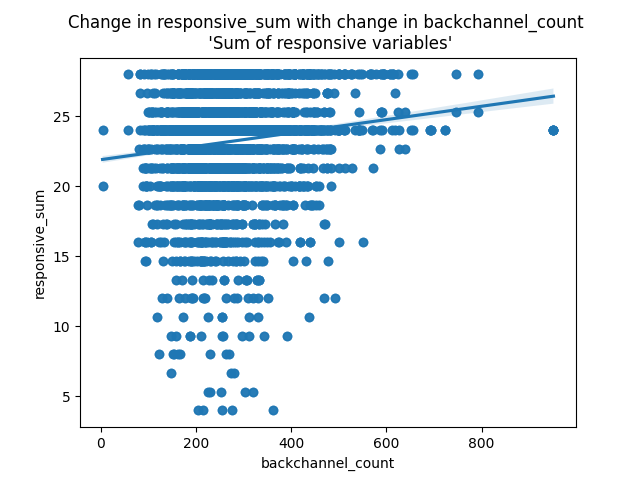 Change in responsive_sum with change in backchannel_count
'Sum of responsive variables'
25
20
15
10
5
responsive_sum
0
200
400
600
800
backchannel_count